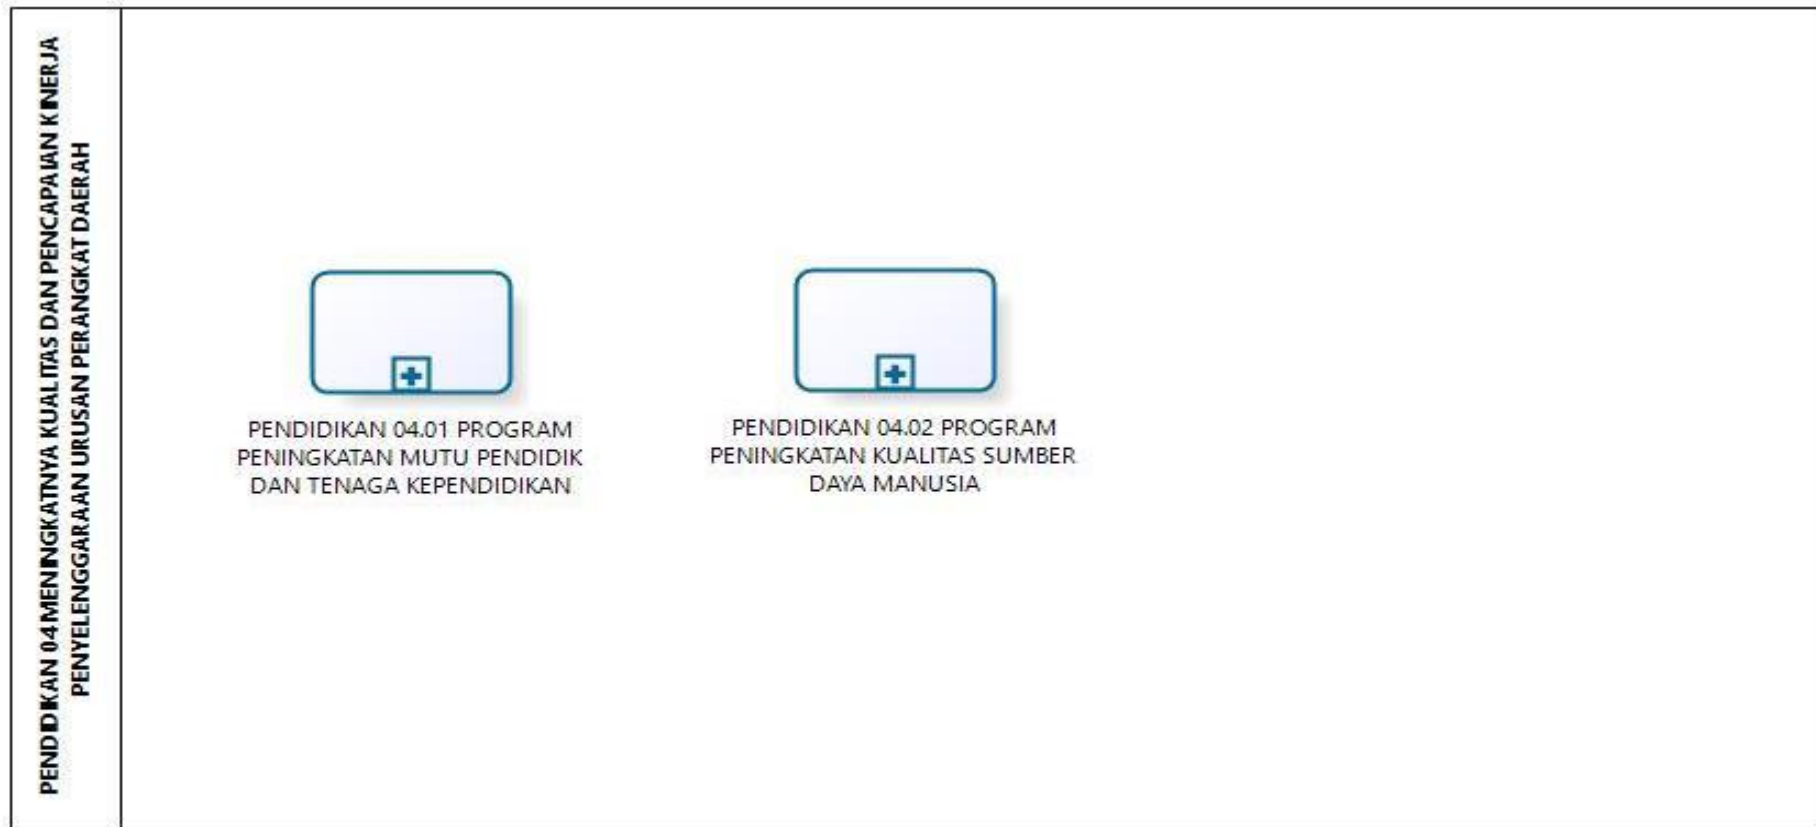 PENDIDIKAN 04 MENINGKATNYA KUALITAS DAN PENCAPAIAN KINERJA
PENYELENGGARAAN URUSAN PERANGKAT DAERAH
PENDIDIKAN 04.01 PROGRAM
PENINGKATAN MUTU PENDIDIK
DAN TENAGA KEPENDIDIKAN
PENDIDIKAN 04.02 PROGRAM
PENINGKATAN KUALITAS SUMBER
DAYA MANUSIA